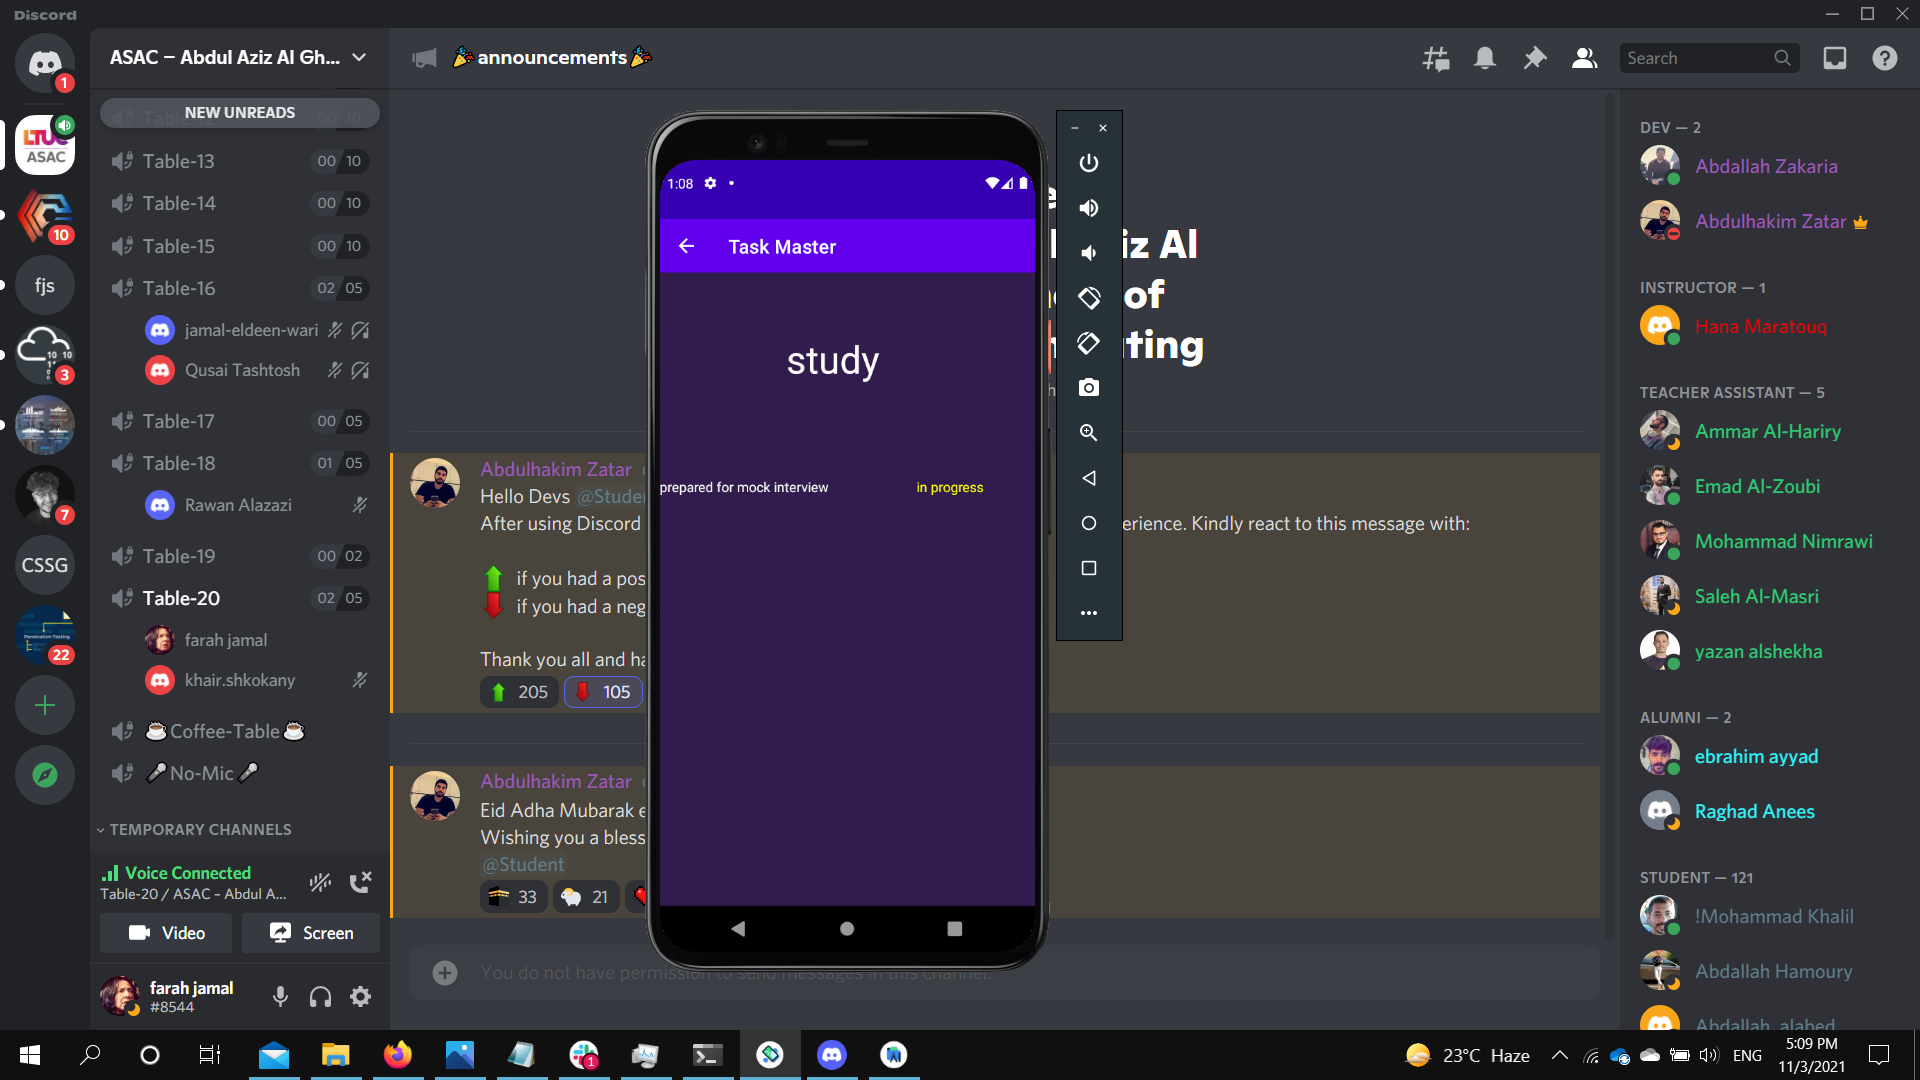 Discord
ASAC – Abdul Aziz Al Gh...
🎉announcements🎉
Search
NEW UNREADS
LTUC
ASAC
Table-13 00 10
Table-14 00 10
Table-15 00 10
Table-16 02 05
jamal-eldeen-wari
Qusai Tashtosh
Table-17 00 05
Table-18 01 05
Rawan Alazazi
Table-19 00 02
Table-20 02 05
farah jamal
khair.shkokany
☕Coffee-Table☕
🎤No-Mic🎤
TEMPORARY CHANNELS
Voice Connected
Table-20 / ASAC – Abdul A...
Video
Screen
farah jamal
#8544
1
10
fjs
3
7
CSSG
Penetration Testing
22
1:08
Task Master
study
prepared for mock interview
in progress
iz Al
of
ting
Abdulhakim Zatar
Hello Devs @Stude
After using Discord
erience. Kindly react to this message with:
if you had a pos
if you had a neg
Thank you all and ha
205
105
Abdulhakim Zatar
Eid Adha Mubarak e
Wishing you a bless
@Student
33
21
You do not have permission to send messages in this channel.
DEV — 2
Abdallah Zakaria
Abdulhakim Zatar
INSTRUCTOR — 1
Hana Maratouq
TEACHER ASSISTANT — 5
Ammar Al-Hariry
Emad Al-Zoubi
Mohammad Nimrawi
Saleh Al-Masri
yazan alshekha
ALUMNI — 2
ebrahim ayyad
Raghad Anees
STUDENT — 121
!Mohammad Khalil
Abdallah Hamoury
Abdallah_alabed
1
23°C Haze
ENG
5:09 PM
11/3/2021